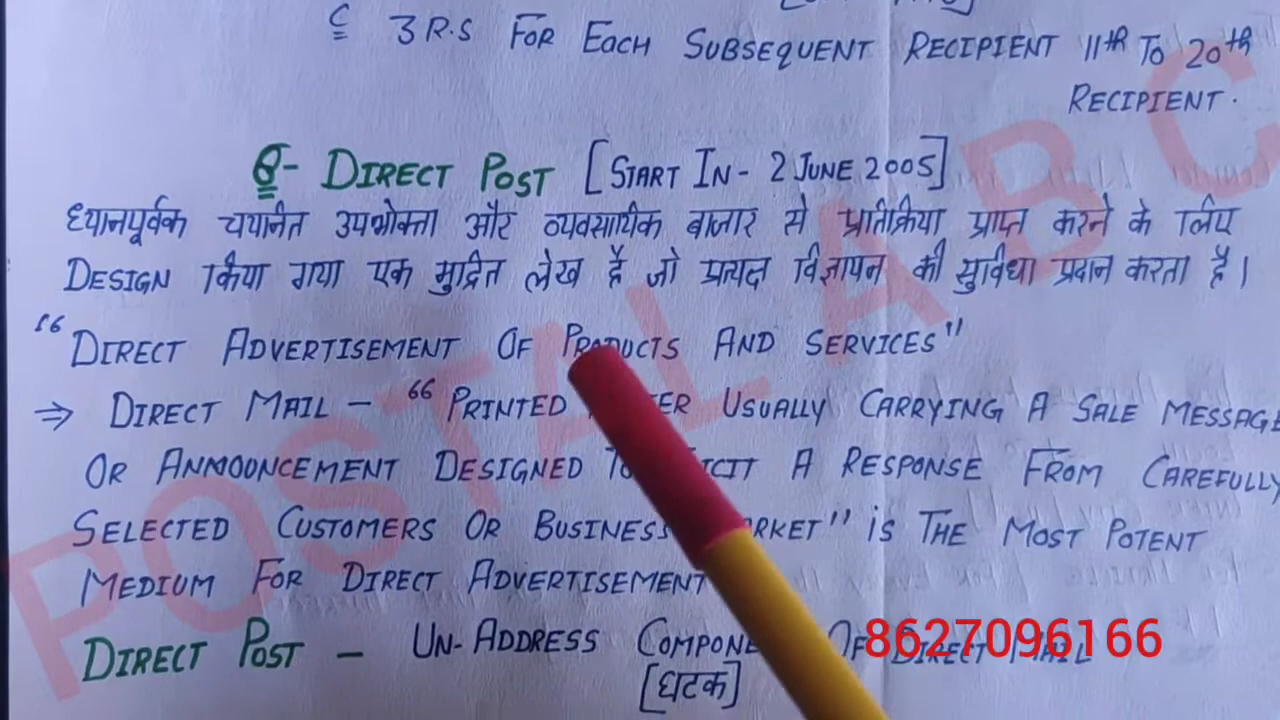 C 3 R.S FOR EACH SUBSEQUENT RECIPIENT 11th TO 20th
RECIPIENT.
8- DIRECT POST [START IN - 2 JUNE 2005]
ध्यानपूर्वक चयनित उपभोक्ता और व्यवसायिक बाजार से प्रतिक्रिया प्राप्त करने के लिए
DESIGN किया गया एक मुद्रित लेख है जो प्रत्यक्ष विज्ञापन की सुविधा प्रदान करता है।
"DIRECT ADVERTISEMENT OF PRODUCTS AND SERVICES"
⇒ DIRECT MAIL - "PRINTED USUALLY CARRYING A SALE MESSAGE
OR ANNOUNCEMENT DESIGNED A RESPONSE FROM CAREFULLY
SELECTED CUSTOMERS OR BUSINESS " IS THE MOST POTENT
MEDIUM FOR DIRECT ADVERTISEMENT
DIRECT POST - UN-ADDRESS OF DIRECT MAIL
[घटक]
8627096166
POSTAL ABC